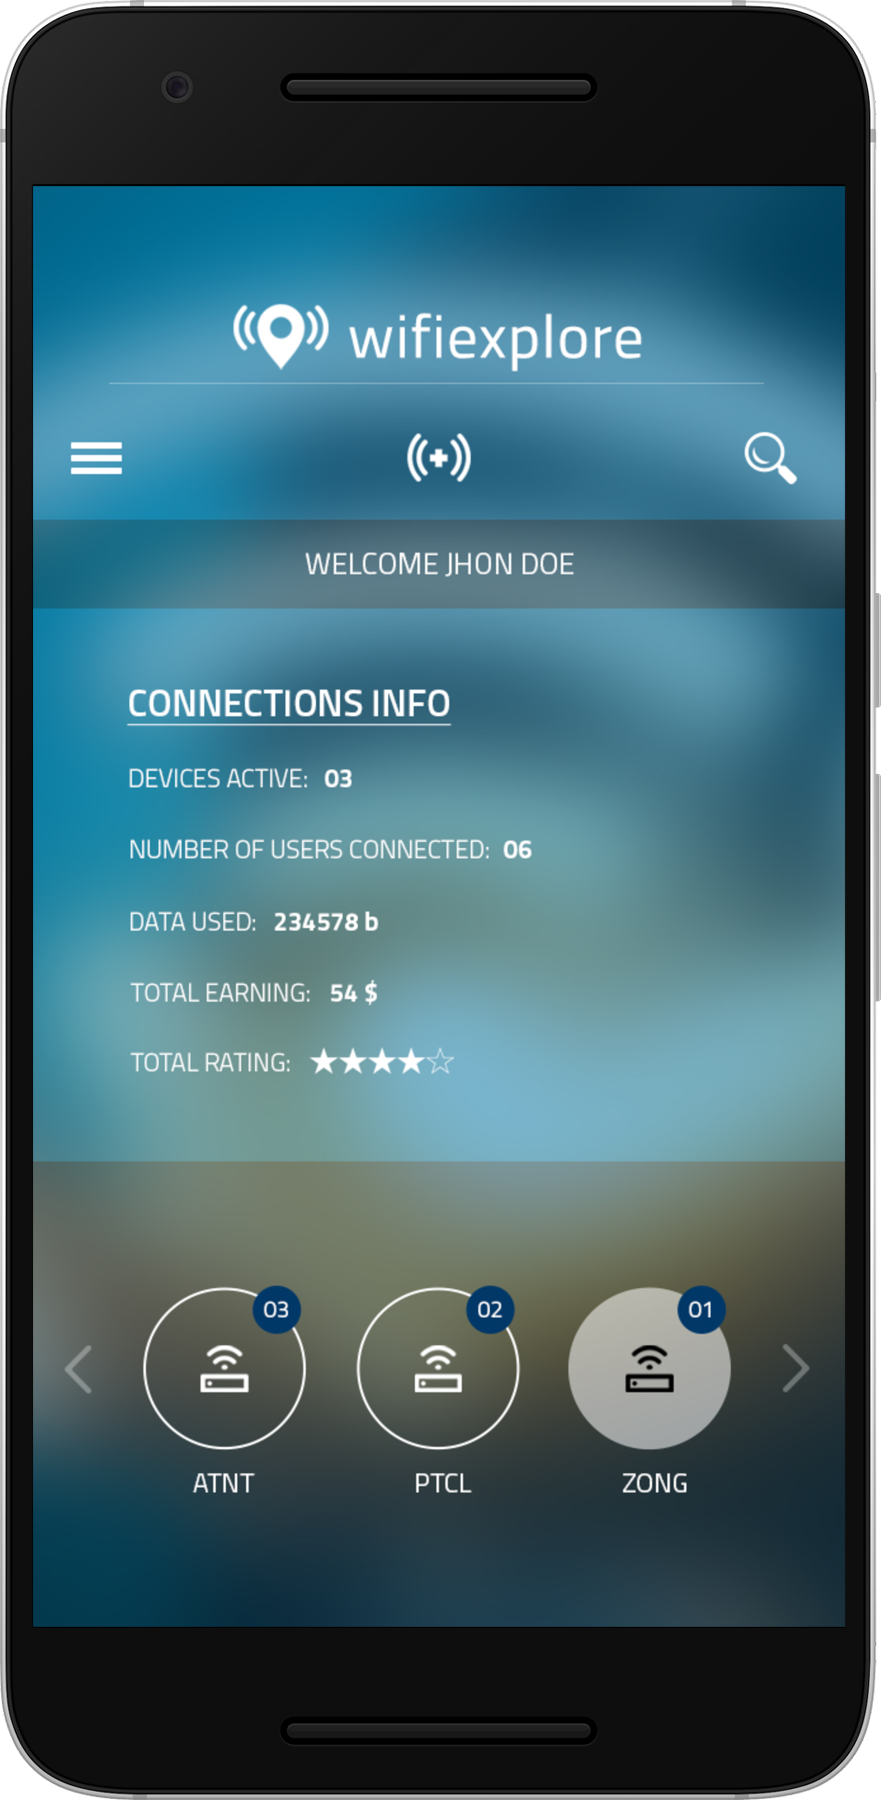 wifiexplore
WELCOME JHON DOE
CONNECTIONS INFO
DEVICES ACTIVE: 03
NUMBER OF USERS CONNECTED: 06
DATA USED: 234578 b
TOTAL EARNING: 54 $
TOTAL RATING: ★★★★☆
03 02 01
ATNT PTCL ZONG